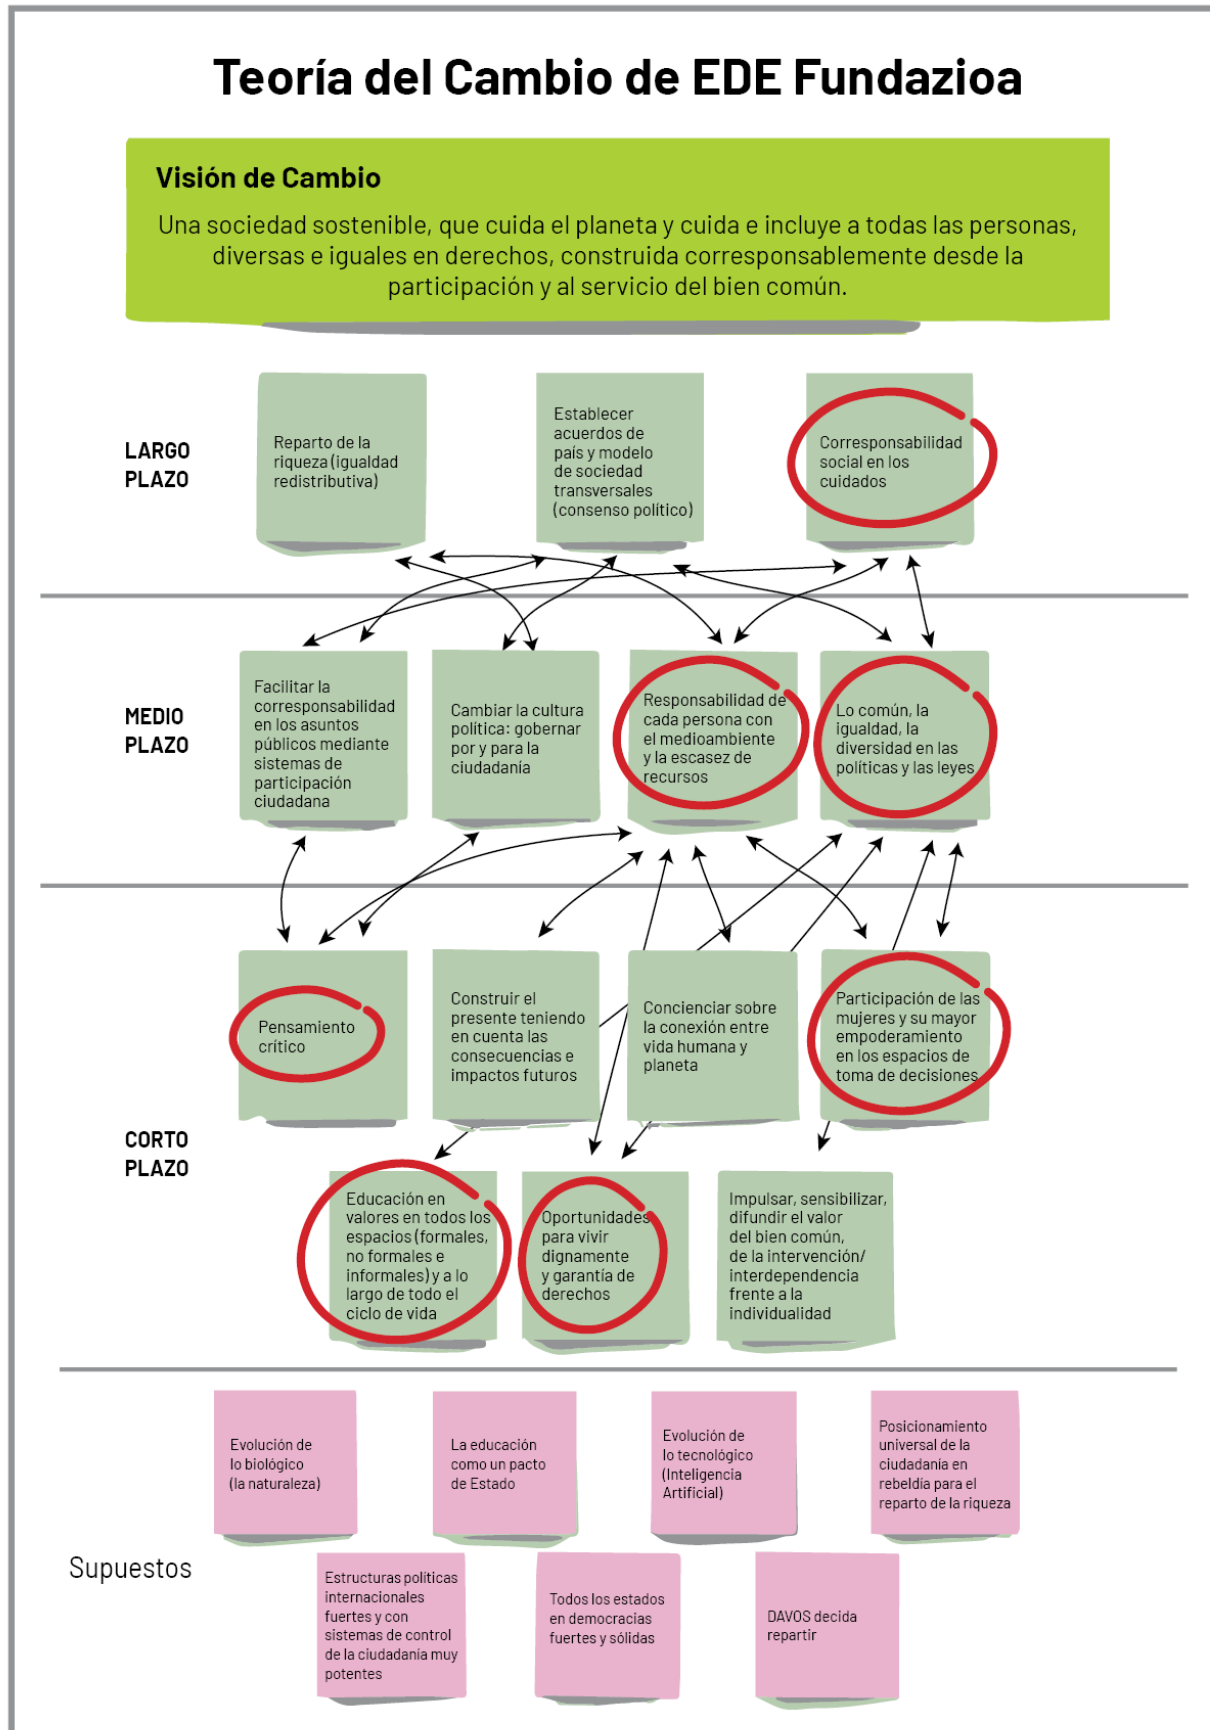 Teoría del Cambio de EDE Fundazioa
Visión de Cambio
Una sociedad sostenible, que cuida el planeta y cuida e incluye a todas las personas,
diversas e iguales en derechos, construida corresponsablemente desde la
participación y al servicio del bien común.
LARGO
PLAZO
Reparto de la
riqueza (igualdad
redistributiva)
Establecer
acuerdos de
país y modelo
de sociedad
transversales
(consenso político)
Corresponsabilidad
social en los
cuidados
MEDIO
PLAZO
Facilitar la
corresponsabilidad
en los asuntos
públicos mediante
sistemas de
participación
ciudadana
Cambiar la cultura
política: gobernar
por y para la
ciudadanía
Responsabilidad de
cada persona con
el medioambiente
y la escasez de
recursos
Lo común, la
igualdad, la
diversidad en las
políticas y las leyes
CORTO
PLAZO
Pensamiento
crítico
Construir el
presente teniendo
en cuenta las
consecuencias e
impactos futuros
Concienciar sobre
la conexión entre
vida humana y
planeta
Participación de las
mujeres y su mayor
empoderamiento
en los espacios de
toma de decisiones
Educación en
valores en todos los
espacios (formales,
no formales e
informales) y a lo
largo de todo el
ciclo de vida
Oportunidades
para vivir
dignamente
y garantía de
derechos
Impulsar, sensibilizar,
difundir el valor
del bien común,
de la intervención/
interdependencia
frente a la
individualidad
Supuestos
Evolución de
lo biológico
(la naturaleza)
La educación
como un pacto
de Estado
Evolución de
lo tecnológico
(Inteligencia
Artificial)
Posicionamiento
universal de la
ciudadanía en
rebeldía para el
reparto de la riqueza
Estructuras políticas
internacionales
fuertes y con
sistemas de control
de la ciudadanía muy
potentes
Todos los estados
en democracias
fuertes y sólidas
DAVOS decida
repartir